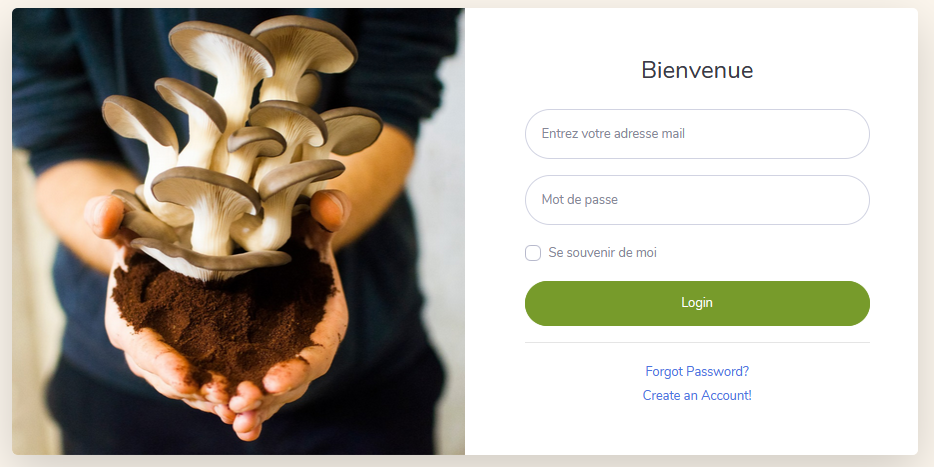 Bienvenue
Entrez votre adresse mail
Mot de passe
Se souvenir de moi
Login
Forgot Password?
Create an Account!